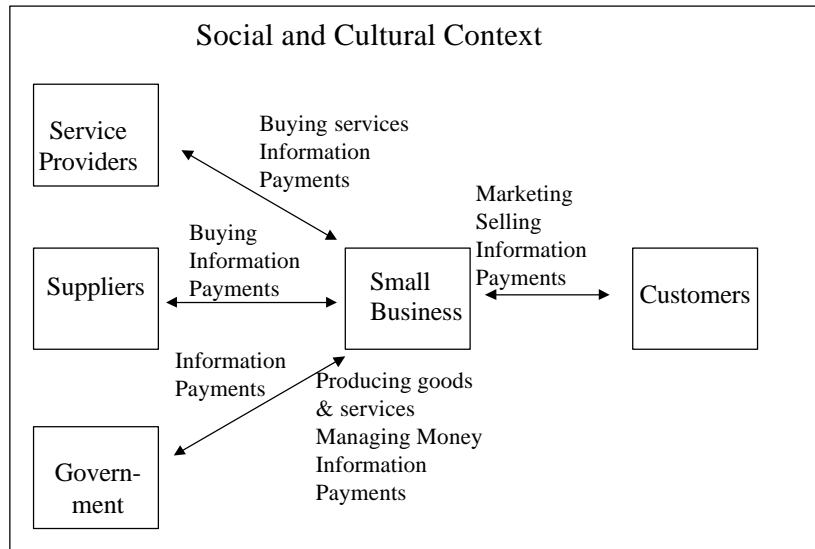 Social and Cultural Context
Service
Providers
Buying services
Information
Payments
Marketing
Selling
Information
Payments
Buying
Information
Payments
Suppliers
Small
Business
Customers
Information
Payments
Producing goods
& services
Managing Money
Information
Payments
Govern-
ment